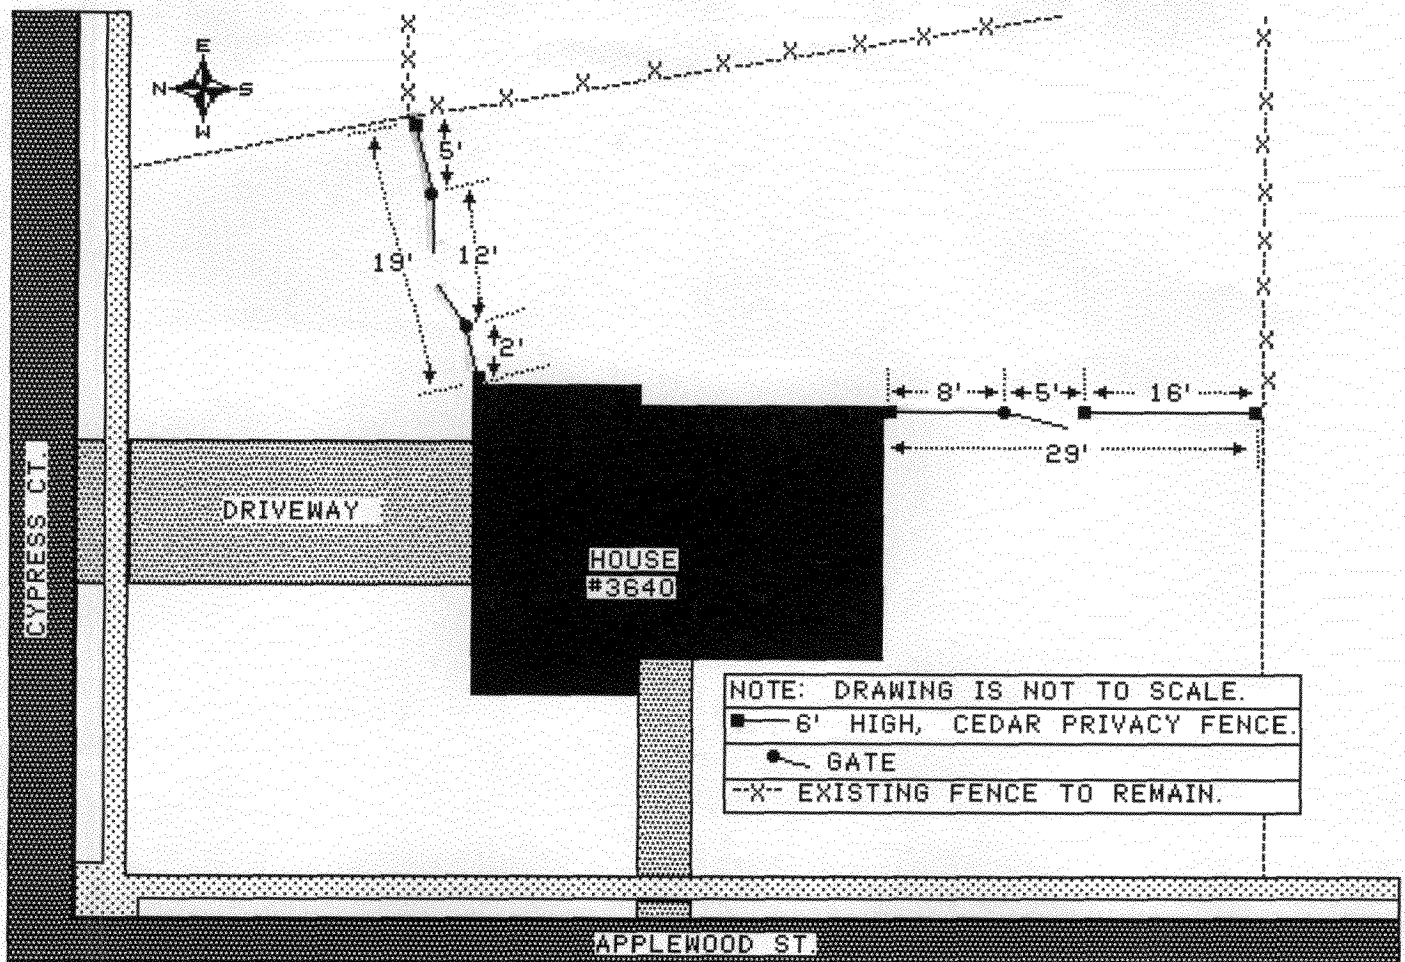 E
N S
W
5'
19'
12'
2'
8' 5' 16'
29'
CYPRESS CT.
DRIVEWAY
HOUSE
#3640
NOTE: DRAWING IS NOT TO SCALE.
6' HIGH, CEDAR PRIVACY FENCE.
GATE
--X-- EXISTING FENCE TO REMAIN.
APPLEWOOD ST.